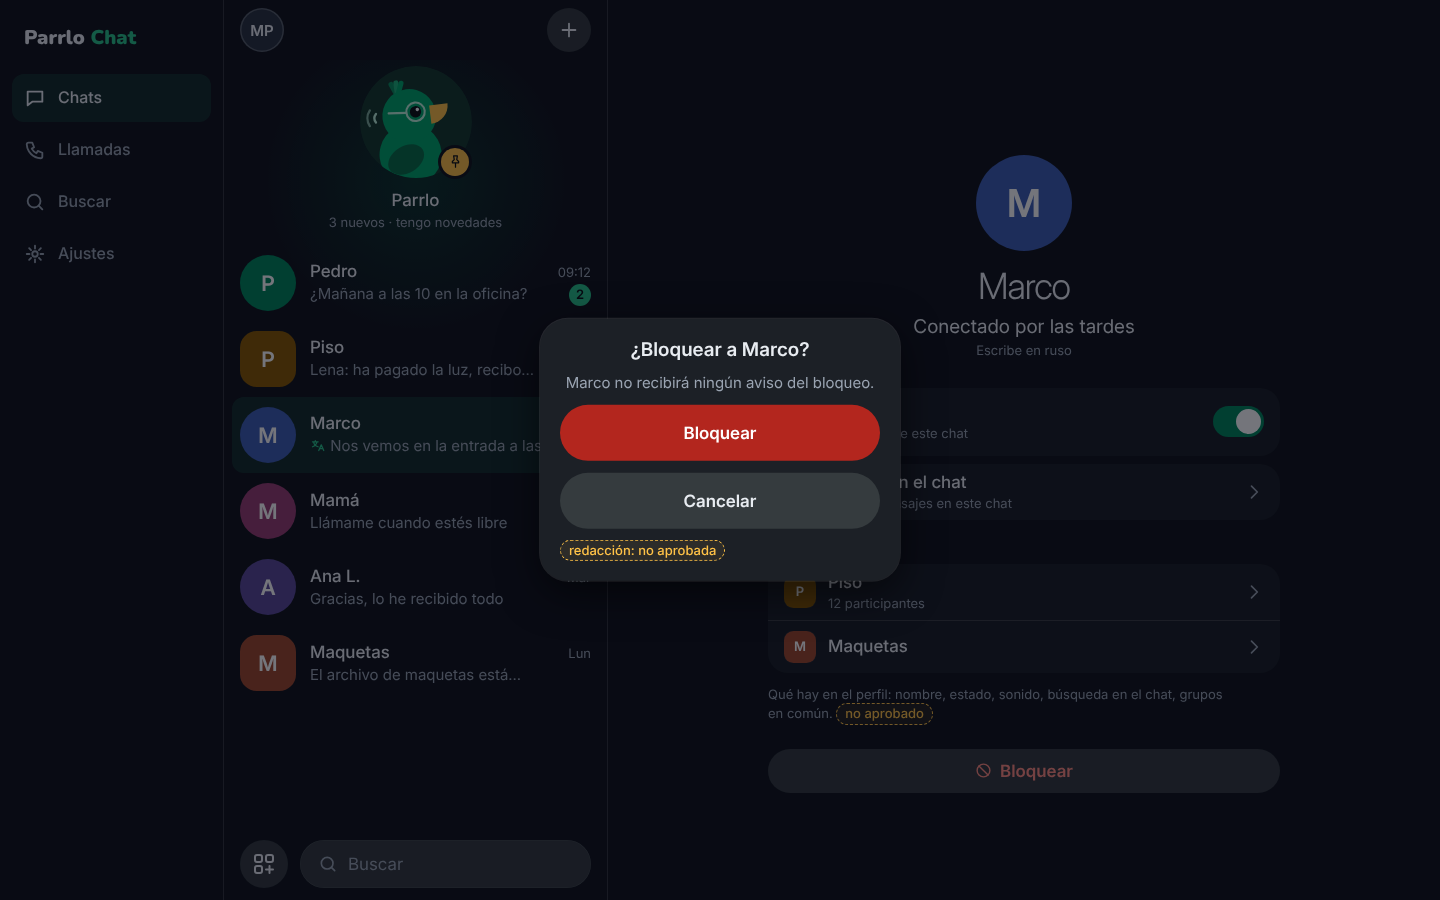 Parrlo Chat
Chats
Llamadas
Buscar
Ajustes
MP
Parrlo
3 nuevos · tengo novedades
P
Pedro
09:12
¿Mañana a las 10 en la oficina?
2
P
Piso
Lena: ha pagado la luz, recibo...
M
Marco
Nos vemos en la entrada a las
M
Mamá
Llámame cuando estés libre
A
Ana L.
Gracias, lo he recibido todo
M
Maquetas
Lun
El archivo de maquetas está...
Buscar
M
Marco
Conectado por las tardes
Escribe en ruso
e este chat
n el chat
sajes en este chat
P
Piso
12 participantes
M
Maquetas
Qué hay en el perfil: nombre, estado, sonido, búsqueda en el chat, grupos
en común. no aprobado
Bloquear
¿Bloquear a Marco?
Marco no recibirá ningún aviso del bloqueo.
Bloquear
Cancelar
redacción: no aprobada